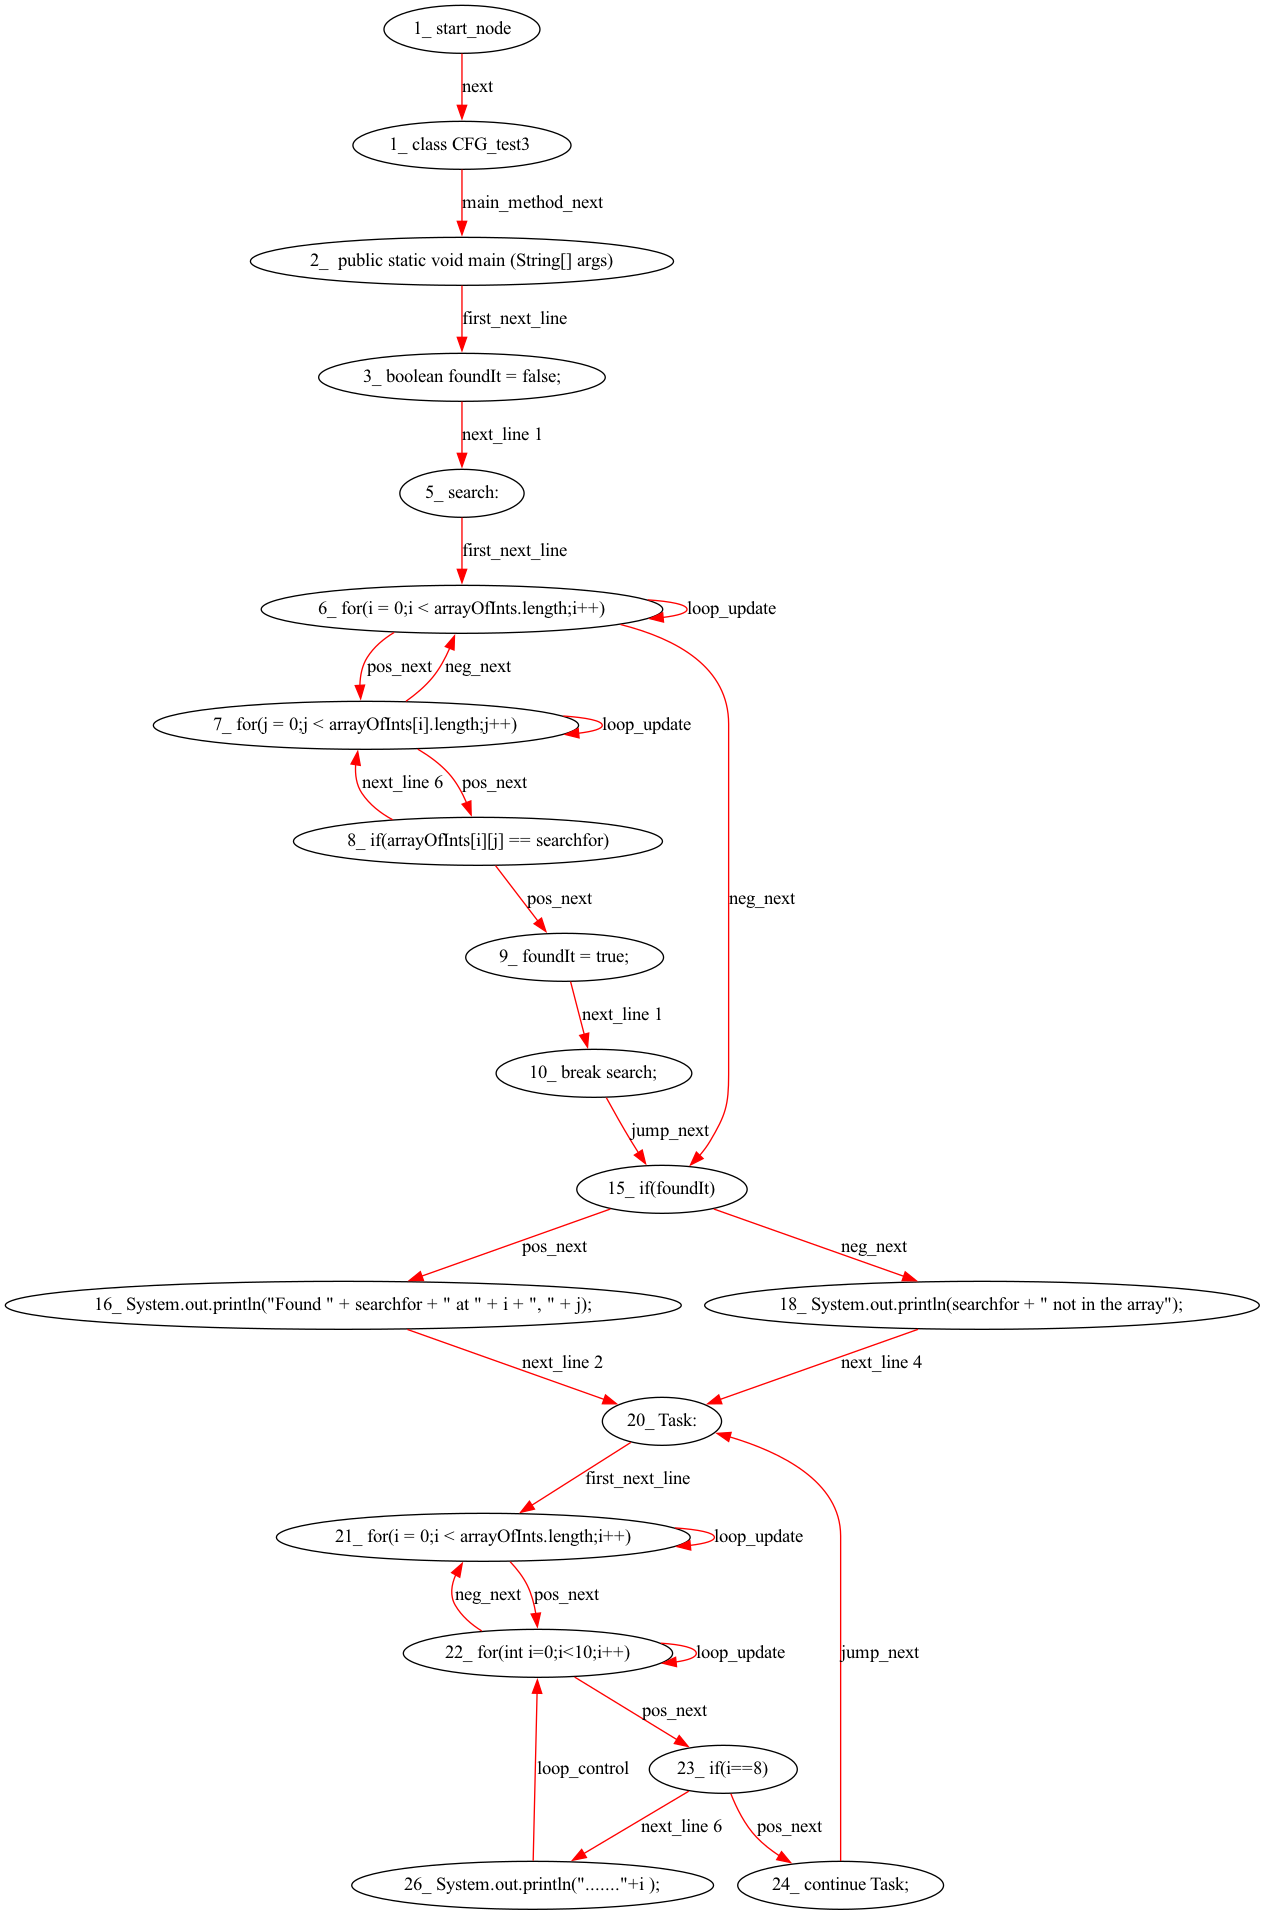 1_ start_node
next
1_ class CFG_test3
main_method_next
2_  public static void main (String[] args)
first_next_line
3_ boolean foundIt = false;
next_line 1
5_ search:
first_next_line
6_ for(i = 0;i < arrayOfInts.length;i++)
loop_update
pos_next
neg_next
7_ for(j = 0;j < arrayOfInts[i].length;j++)
loop_update
next_line 6
pos_next
8_ if(arrayOfInts[i][j] == searchfor)
pos_next
neg_next
9_ foundIt = true;
next_line 1
10_ break search;
jump_next
15_ if(foundIt)
pos_next
neg_next
16_ System.out.println("Found " + searchfor + " at " + i + ", " + j);
18_ System.out.println(searchfor + " not in the array");
next_line 2
next_line 4
20_ Task:
first_next_line
21_ for(i = 0;i < arrayOfInts.length;i++)
loop_update
neg_next
pos_next
22_ for(int i=0;i<10;i++)
loop_update
jump_next
pos_next
23_ if(i==8)
loop_control
next_line 6
pos_next
26_ System.out.println("......."+i );
24_ continue Task;